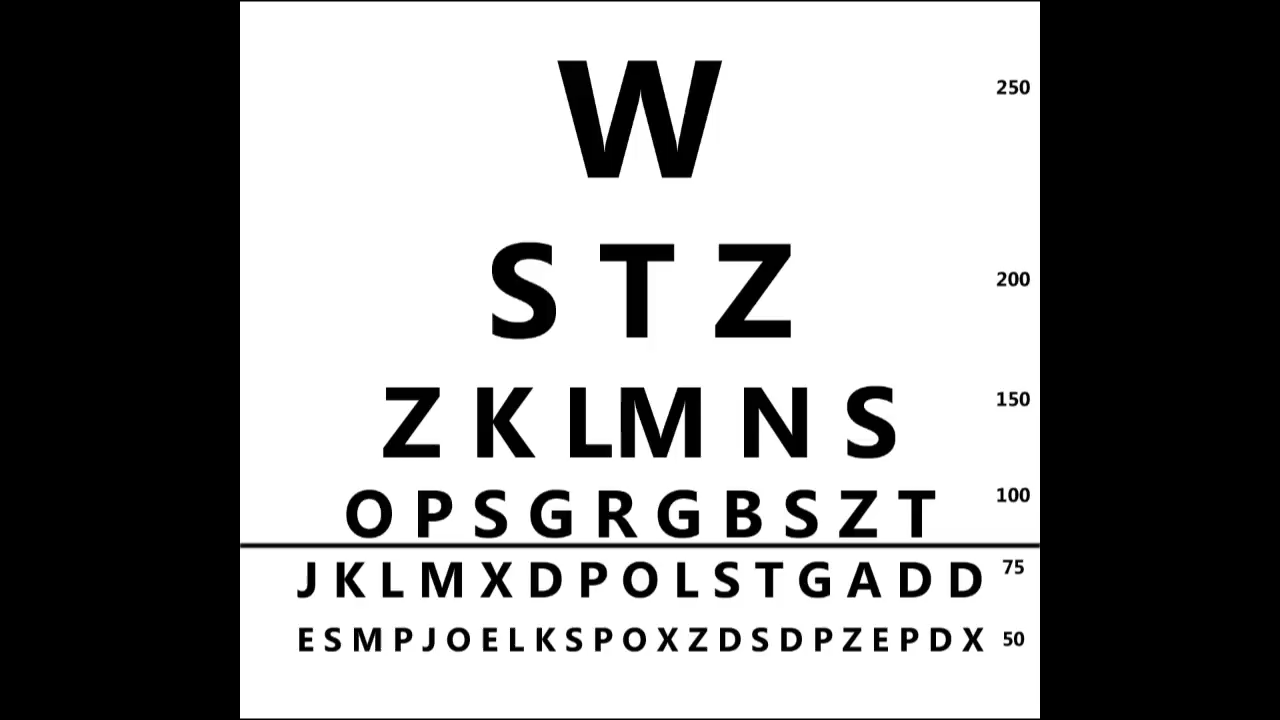 W 250
S T Z 200
Z K L M N S 150
O P S G R G B S Z T 100
J K L M X D P O L S T G A D D 75
E S M P J O E L K S P O X Z D S D P Z E P D X 50